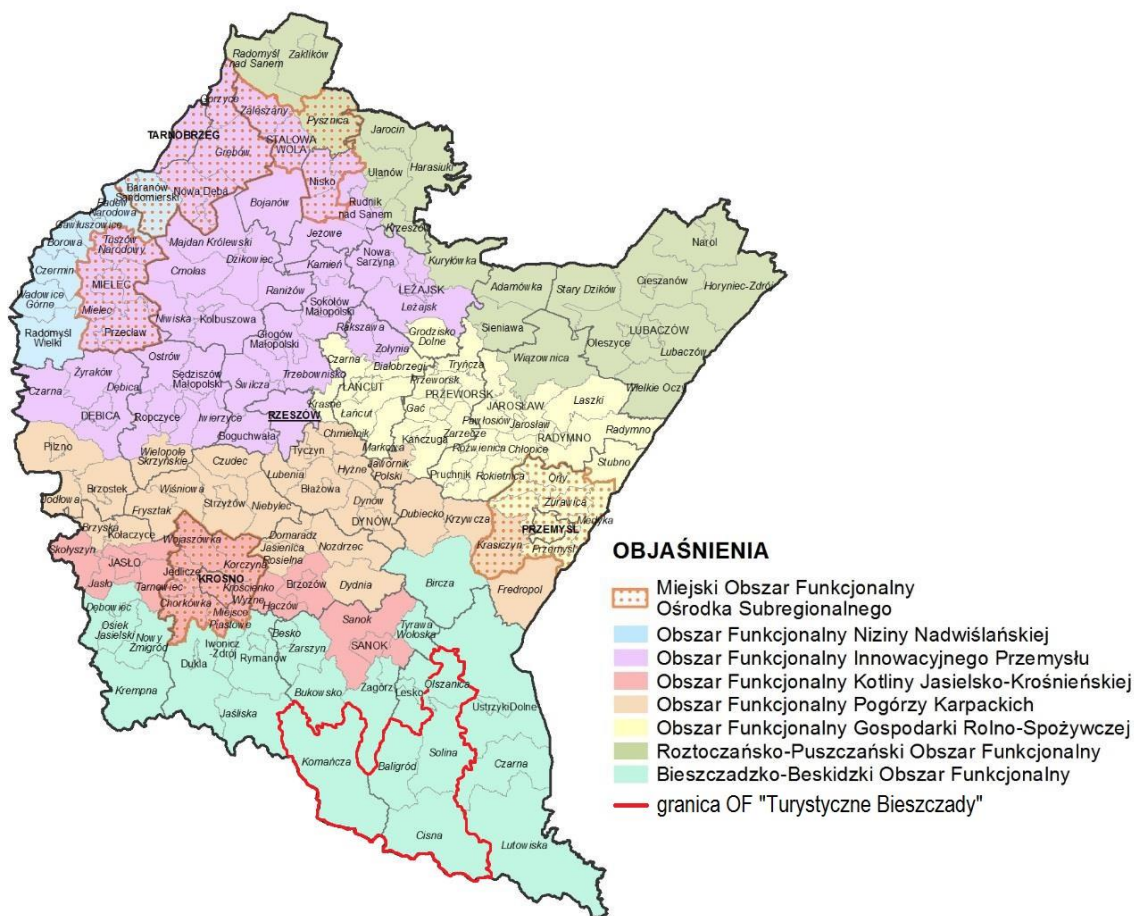 Radomyśl
nad Sanem
Zaklików
Gorzyce
Zaleszany
Pysznica
TARNOBRZEG
STALOWA
WOLA
Jarocin
Grębów
Harasiuki
Ulanów
Nisko
Baranów
Sandomierski
Nowa Dęba
Rudnik
nad Sanem
Padew
Narodowa
Bojanów
Gawłuszowice
Krzeszów
Jeżowe
Borowa
Tuszów
Narodowy
Majdan Królewski
Narol
Kuryłówka
Dzikowiec
Nowa
Sarzyna
Cieszanów
Horyniec-Zdrój
Czermin
Cmolas
Kamień
Adamówka
Stary Dzików
MIELEC
LEŻAJSK
Raniżów
Wadowice
Górne
Sokołów
Małopolski
Leżajsk
LUBACZÓW
Mielec
Niwiska
Kolbuszowa
Sieniawa
Oleszyce
Rakszawa
Grodzisko
Dolne
Radomyśl
Wielki
Przecław
Głogów
Małopolski
Lubaczów
Żołynia
Wiązownica
Ostrów
Czarna
Białobrzegi
Tryńcza
Żyraków
Sędziszów
Małopolski
Trzebownisko
Wielkie Oczy
Czarna
Dębica
Świlcza
ŁAŃCUT
Przeworsk
PRZEWORSK
Laszki
Krasne
Łańcut
Gać
JAROSŁAW
DĘBICA
Ropczyce
Iwierzyce
RZESZÓW
Pawłosiów
Jarosław
Radymno
Boguchwała
Chmielnik
Kańczuga
Zarzecze
RADYMNO
Tyczyn
Markowa
Roźwienica
Chłopice
Pilzno
Wielopole
Skrzyńskie
Czudec
Hyżne
Jawornik
Polski
Stubno
Lubenia
Pruchnik
Rokietnica
Orły
Brzostek
Wiśniowa
Błażowa
Dynów
Żurawica
Jodłowa
Strzyżów
Niebylec
DYNÓW
Dubiecko
Krzywcza
Medyka
Frysztak
PRZEMYŚL
Brzyska
Kołaczyce
Domaradz
Krasiczyn
Przemyśl
Wojaszówka
Jasienica
Rosielna
Nozdrzec
Skołyszyn
JASŁO
Jedlicze
Korczyna
Jasło
Tarnowiec
KROSNO
Krościenko
Wyżne
Brzozów
Dydnia
Bircza
Fredropol
Chorkówka
Haczów
Dębowiec
Miejsce
Piastowe
Sanok
Osiek
Jasielski
Nowy
Żmigród
Iwonicz
-Zdrój
Besko
Tyrawa
Wołoska
Dukla
Rymanów
Zarszyn
SANOK
Krempna
Zagórz
Lesko
Olszanica
Bukowsko
Jaśliska
Ustrzyki Dolne
Komańcza
Baligród
Solina
Czarna
Cisna
Lutowiska
OBJAŚNIENIA
Miejski Obszar Funkcjonalny
Ośrodka Subregionalnego
Obszar Funkcjonalny Niziny Nadwiślańskiej
Obszar Funkcjonalny Innowacyjnego Przemysłu
Obszar Funkcjonalny Kotliny Jasielsko-Krośnieńskiej
Obszar Funkcjonalny Pogórzy Karpackich
Obszar Funkcjonalny Gospodarki Rolno-Spożywczej
Roztoczańsko-Puszczański Obszar Funkcjonalny
Bieszczadzko-Beskidzki Obszar Funkcjonalny
granica OF "Turystyczne Bieszczady"